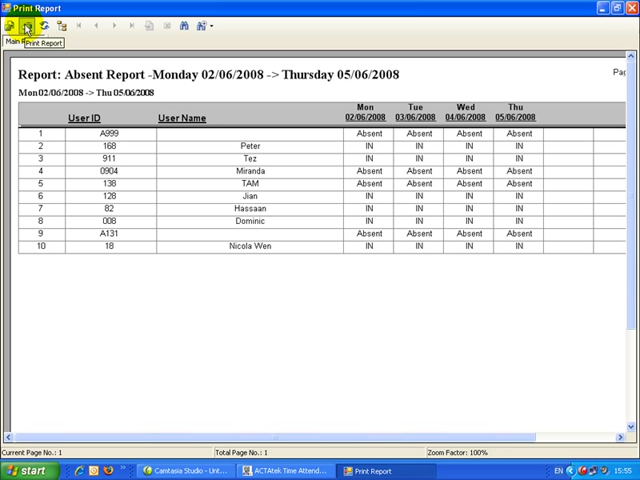 Print Report
Main R
Print Report
Report: Absent Report -Monday 02/06/2008 -> Thursday 05/06/2008
Pag
Mon 02/06/2008 -> Thu 05/06/2008
User ID User Name Mon 02/06/2008 Tue 03/06/2008 Wed 04/06/2008 Thu 05/06/2008
1 A999 Absent Absent Absent Absent
2 168 Peter IN IN IN IN
3 911 Tez IN IN IN IN
4 0904 Miranda Absent Absent Absent Absent
5 138 TAM Absent Absent Absent Absent
6 128 Jian IN IN IN IN
7 82 Hassaan IN IN IN IN
8 008 Dominic IN IN IN IN
9 A131 Absent Absent Absent Absent
10 18 Nicola Wen IN IN IN IN
Current Page No.: 1 Total Page No.: 1 Zoom Factor: 100%
start Camtasia Studio - Unt... ACTAtek Time Attend... Print Report EN 15:55